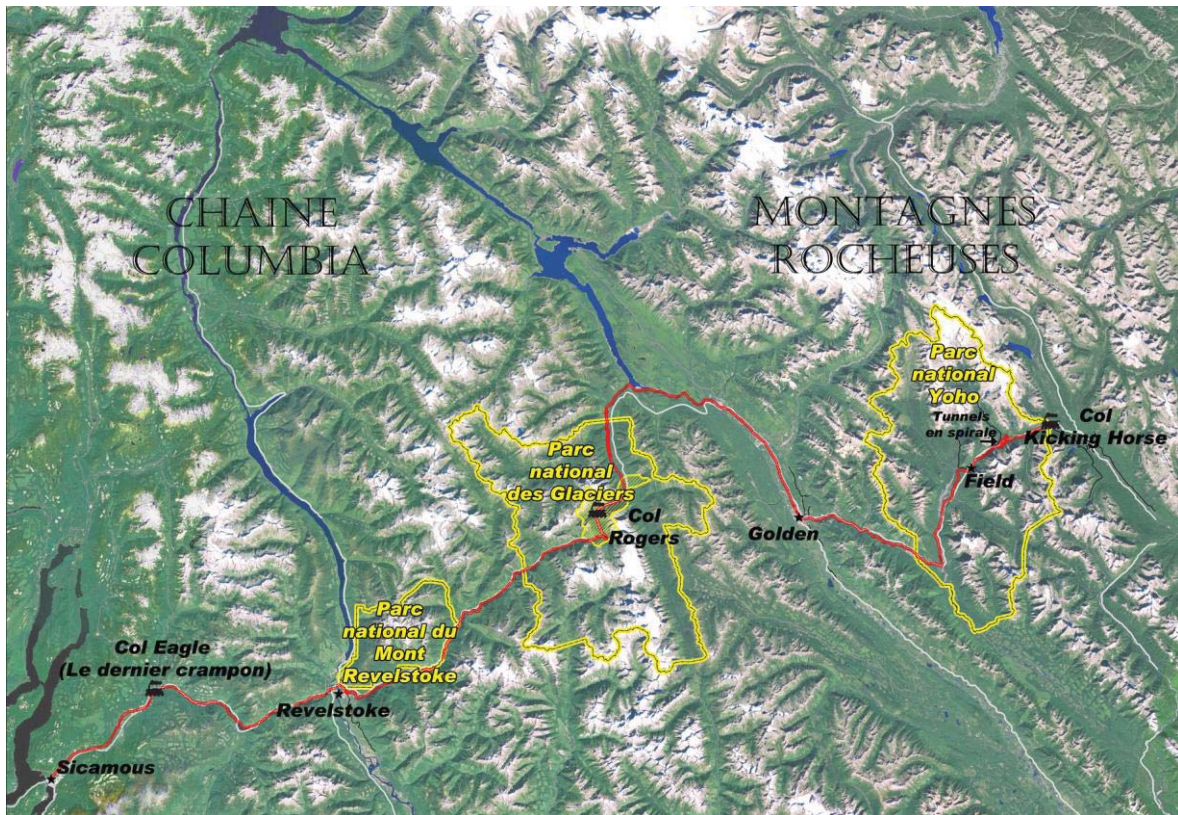 CHAINE
COLUMBIA
MONTAGNES
ROCHEUSES
Parc
national
Yoho
Tunnels
en spirale
Col
Kicking Horse
Field
Parc
national
des Glaciers
Col
Rogers
Golden
Parc
national du
Mont
Revelstoke
Col Eagle
(Le dernier crampon)
Revelstoke
Sicamous